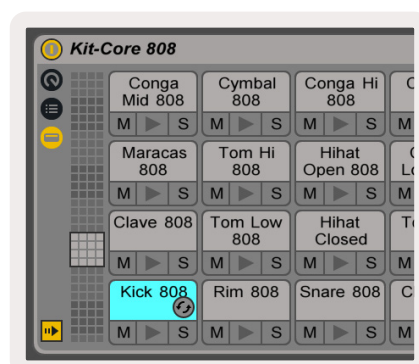 Kit-Core 808
Conga Mid 808
Cymbal 808
Conga Hi 808
C
M S M S M S M
Maracas 808
Tom Hi 808
Hihat Open 808
M S M S M S M
Clave 808
Tom Low 808
Hihat Closed
M S M S M S M
Kick 808
Rim 808
Snare 808
C
M S M S M S M